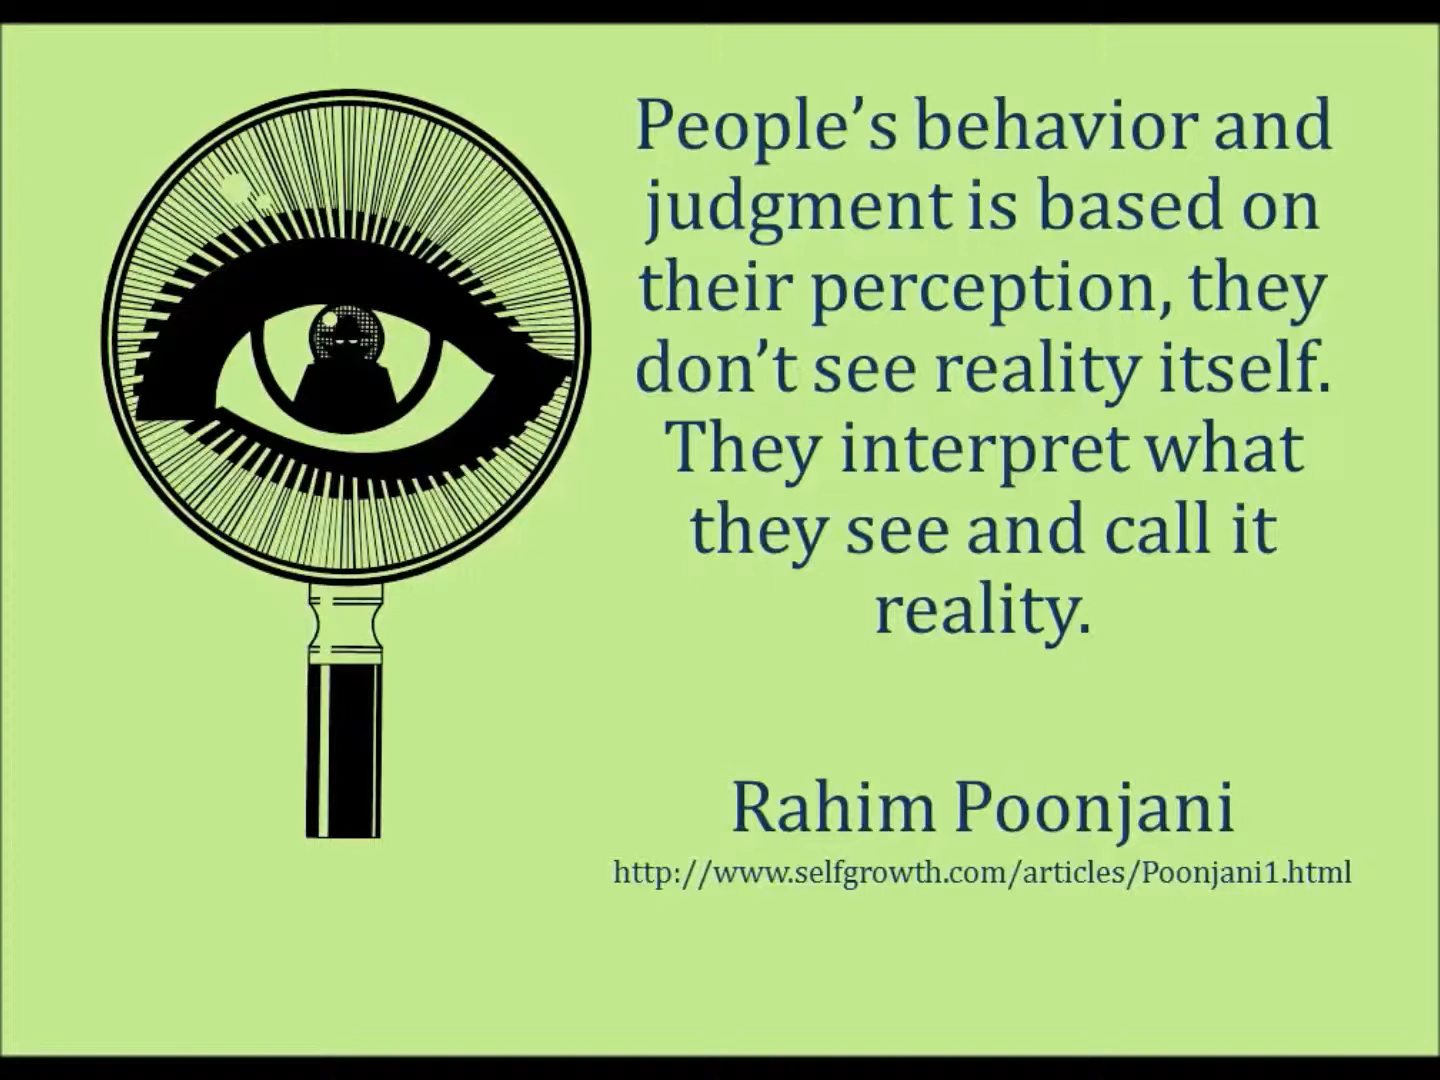 People’s behavior and
judgment is based on
their perception, they
don’t see reality itself.
They interpret what
they see and call it
reality.
Rahim Poonjani
http://www.selfgrowth.com/articles/Poonjani1.html